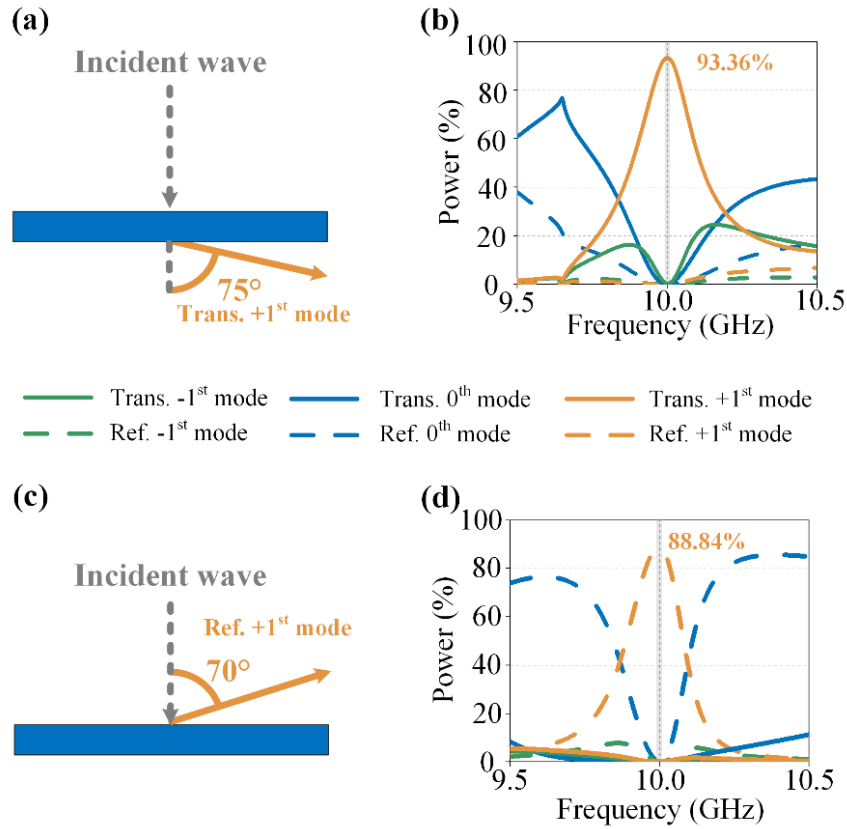 (a)
Incident wave
75°
Trans. +1st mode
(b)
93.36%
Power (%)
100
80
60
40
20
0
9.5 10.0 10.5
Frequency (GHz)
Trans. -1st mode Trans. 0th mode Trans. +1st mode
Ref. -1st mode Ref. 0th mode Ref. +1st mode
(c)
Incident wave
Ref. +1st mode
70°
(d)
88.84%
Power (%)
100
80
60
40
20
0
9.5 10.0 10.5
Frequency (GHz)